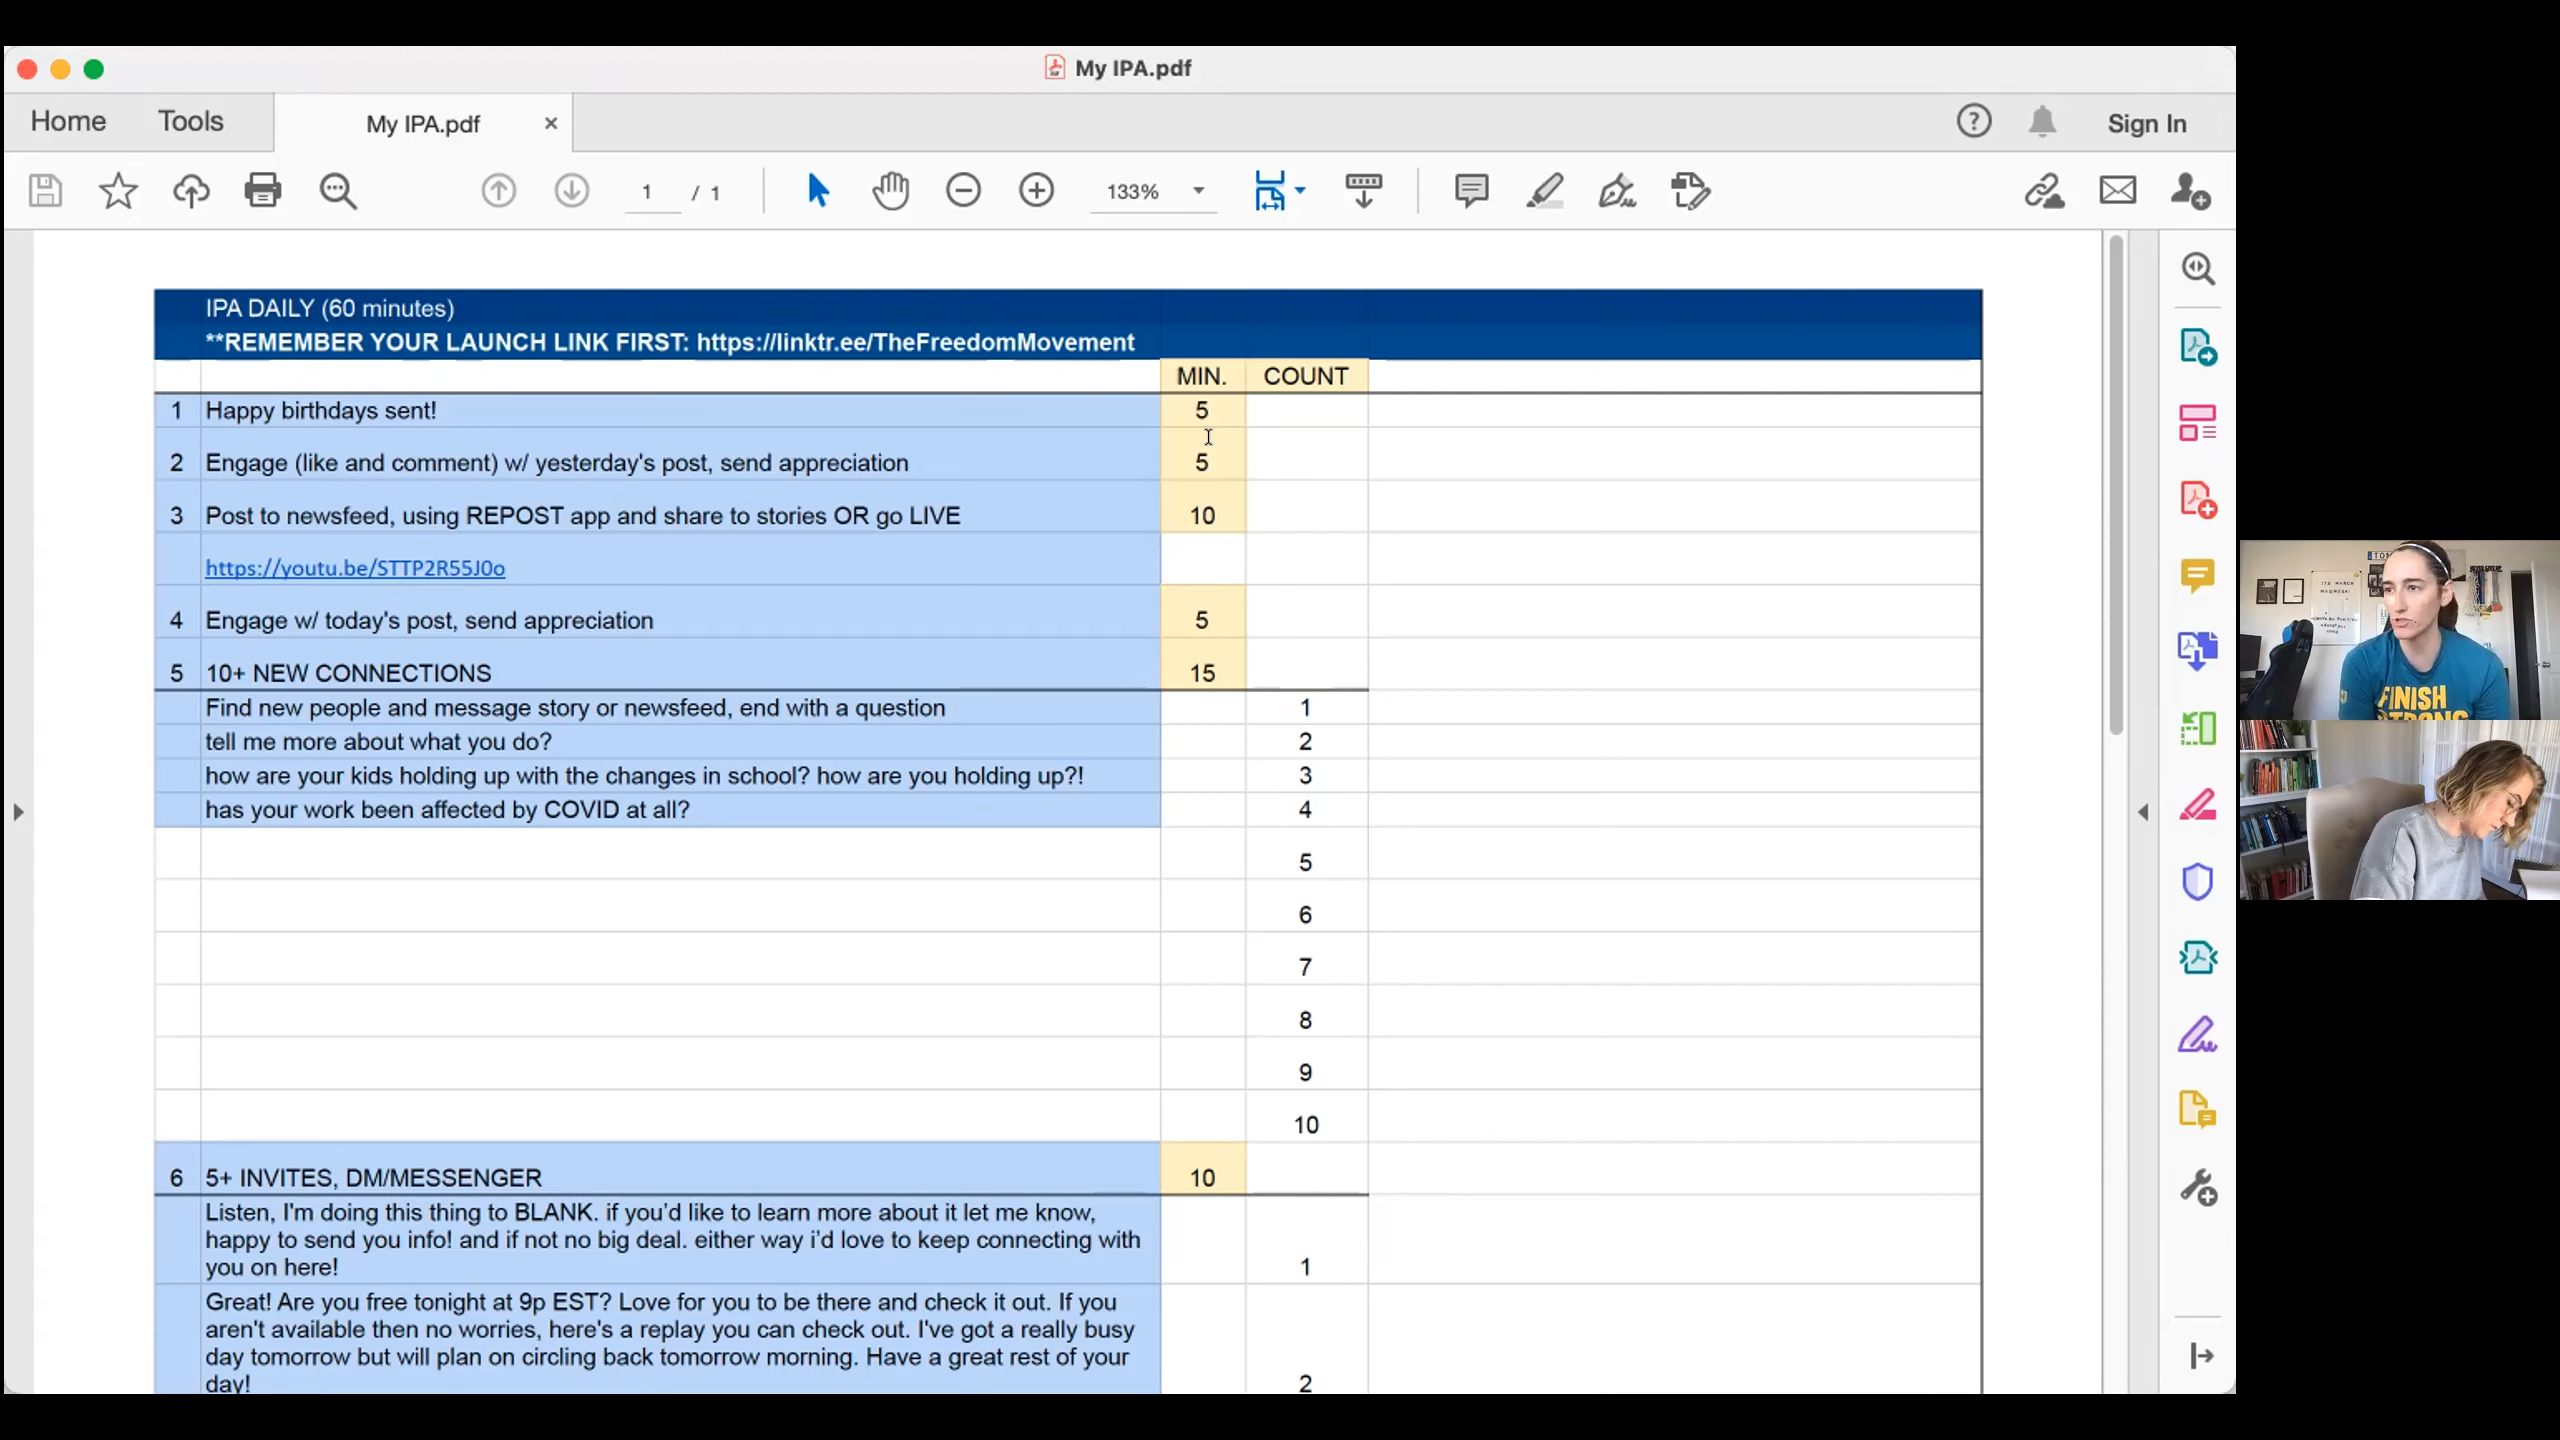 My IPA.pdf
Home Tools My IPA.pdf × Sign In
1 / 1 133%
IPA DAILY (60 minutes)
**REMEMBER YOUR LAUNCH LINK FIRST: https://linktr.ee/TheFreedomMovement
MIN. COUNT
1 Happy birthdays sent! 5
2 Engage (like and comment) w/ yesterday's post, send appreciation 5
3 Post to newsfeed, using REPOST app and share to stories OR go LIVE 10
https://youtu.be/STTP2R55J0o
4 Engage w/ today's post, send appreciation 5
5 10+ NEW CONNECTIONS 15
Find new people and message story or newsfeed, end with a question 1
tell me more about what you do? 2
how are your kids holding up with the changes in school? how are you holding up?! 3
has your work been affected by COVID at all? 4
5
6
7
8
9
10
6 5+ INVITES, DM/MESSENGER 10
Listen, I'm doing this thing to BLANK. if you'd like to learn more about it let me know,
happy to send you info! and if not no big deal. either way i'd love to keep connecting with
you on here! 1
Great! Are you free tonight at 9p EST? Love for you to be there and check it out. If you
aren't available then no worries, here's a replay you can check out. I've got a really busy
day tomorrow but will plan on circling back tomorrow morning. Have a great rest of your
day! 2
FINISH
STRONG